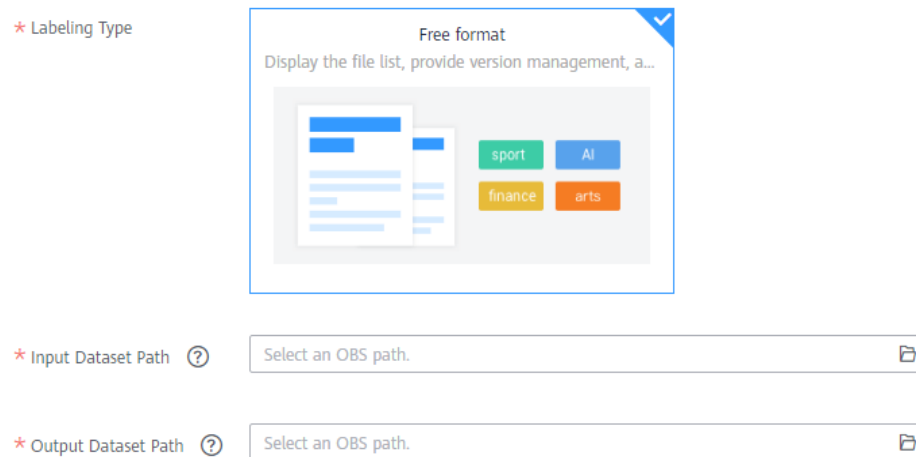 * Labeling Type
Free format
Display the file list, provide version management, a...
sport
AI
finance
arts
* Input Dataset Path ?
Select an OBS path.
* Output Dataset Path ?
Select an OBS path.